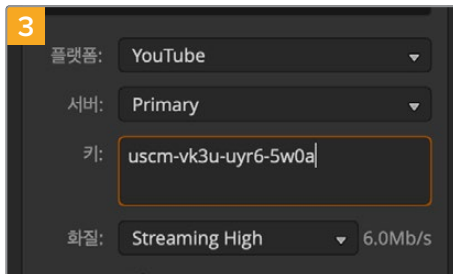 3
플랫폼: YouTube
서버: Primary
키: uscm-vk3u-uyr6-5w0a
화질: Streaming High 6.0Mb/s